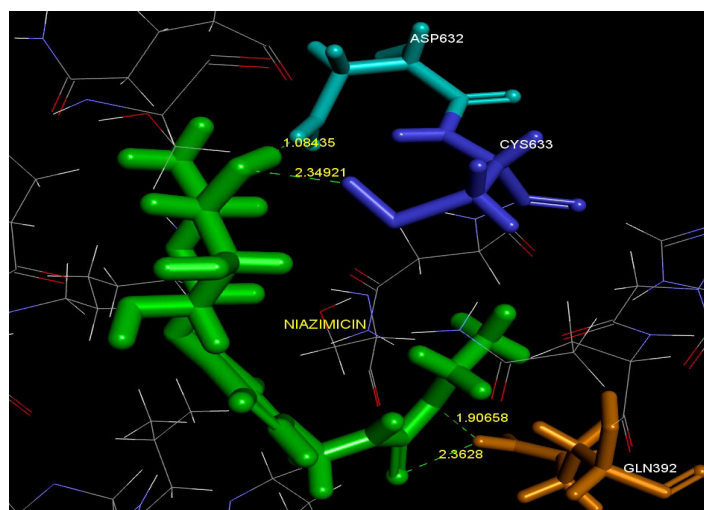 ASP632
1.08435
CYS633
2.34921
NIAZIMICIN
1.90658
2.3628
GLN392